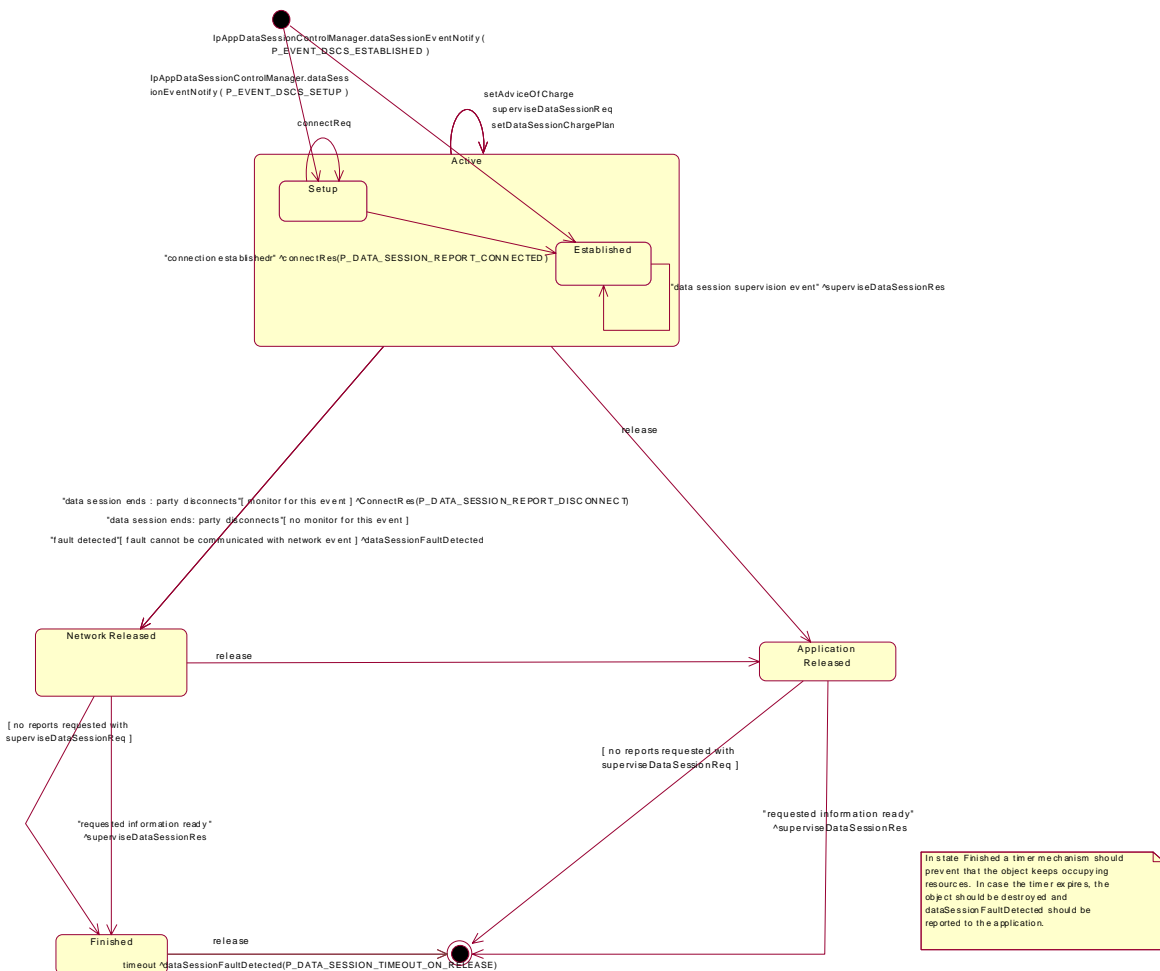 IpAppDataSessionControlManager.dataSessionEventNotify (
P_EVENT_DSCS_ESTABLISHED )
IpAppDataSessionControlManager.dataSess
ionEventNotify ( P_EVENT_DSCS_SETUP )
setAdviceOfCharge
superviseDataSessionReq
setDataSessionChargePlan
connectReq
Active
Setup
Established
"connection establishedr" ^connectRes(P_DATA_SESSION_REPORT_CONNECTED)
"data session supervision event" ^superviseDataSessionRes
release
"data session ends : party disconnects"[ monitor for this event ] ^ConnectRes(P_DATA_SESSION_REPORT_DISCONNECT)
"data session ends: party disconnects"[ no monitor for this event ]
"fault detected"[ fault cannot be communicated with network event ] ^dataSessionFaultDetected
Network Released
Application
Released
release
[ no reports requested with
superviseDataSessionReq ]
[ no reports requested with
superviseDataSessionReq ]
"requested information ready"
^superviseDataSessionRes
"requested information ready"
^superviseDataSessionRes
In state Finished a timer mechanism should
prevent that the object keeps occupying
resources. In case the timer expires, the
object should be destroyed and
dataSessionFaultDetected should be
reported to the application.
Finished
release
timeout ^dataSessionFaultDetected(P_DATA_SESSION_TIMEOUT_ON_RELEASE)